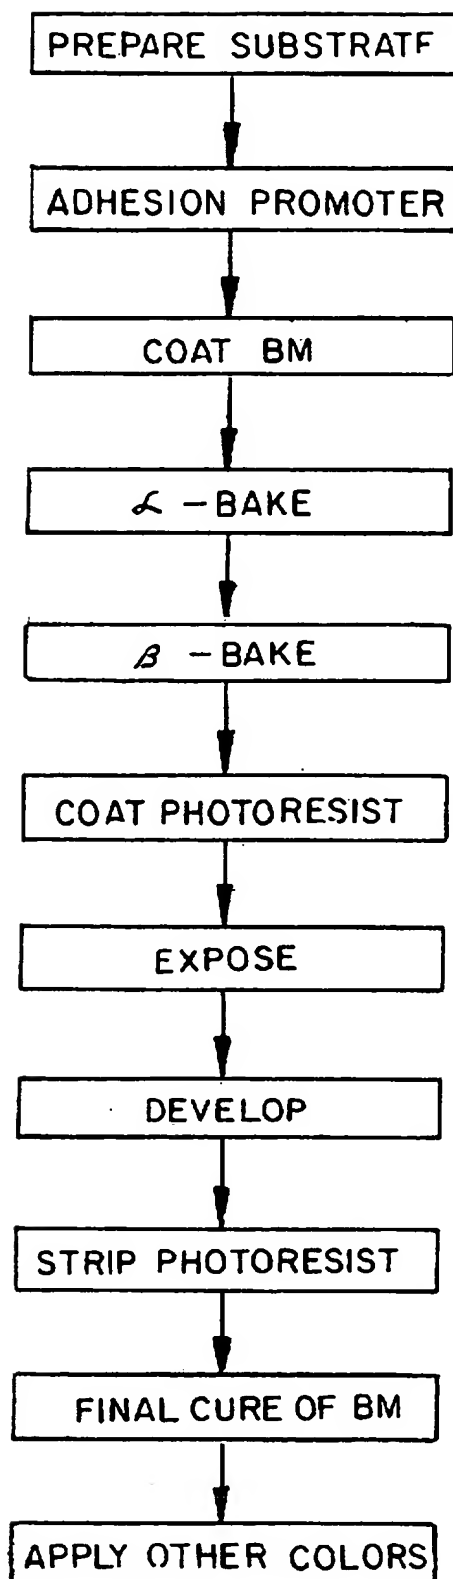 PREPARE SUBSTRATE
ADHESION PROMOTER
COAT BM
α -BAKE
β -BAKE
COAT PHOTORESIST
EXPOSE
DEVELOP
STRIP PHOTORESIST
FINAL CURE OF BM
APPLY OTHER COLORS